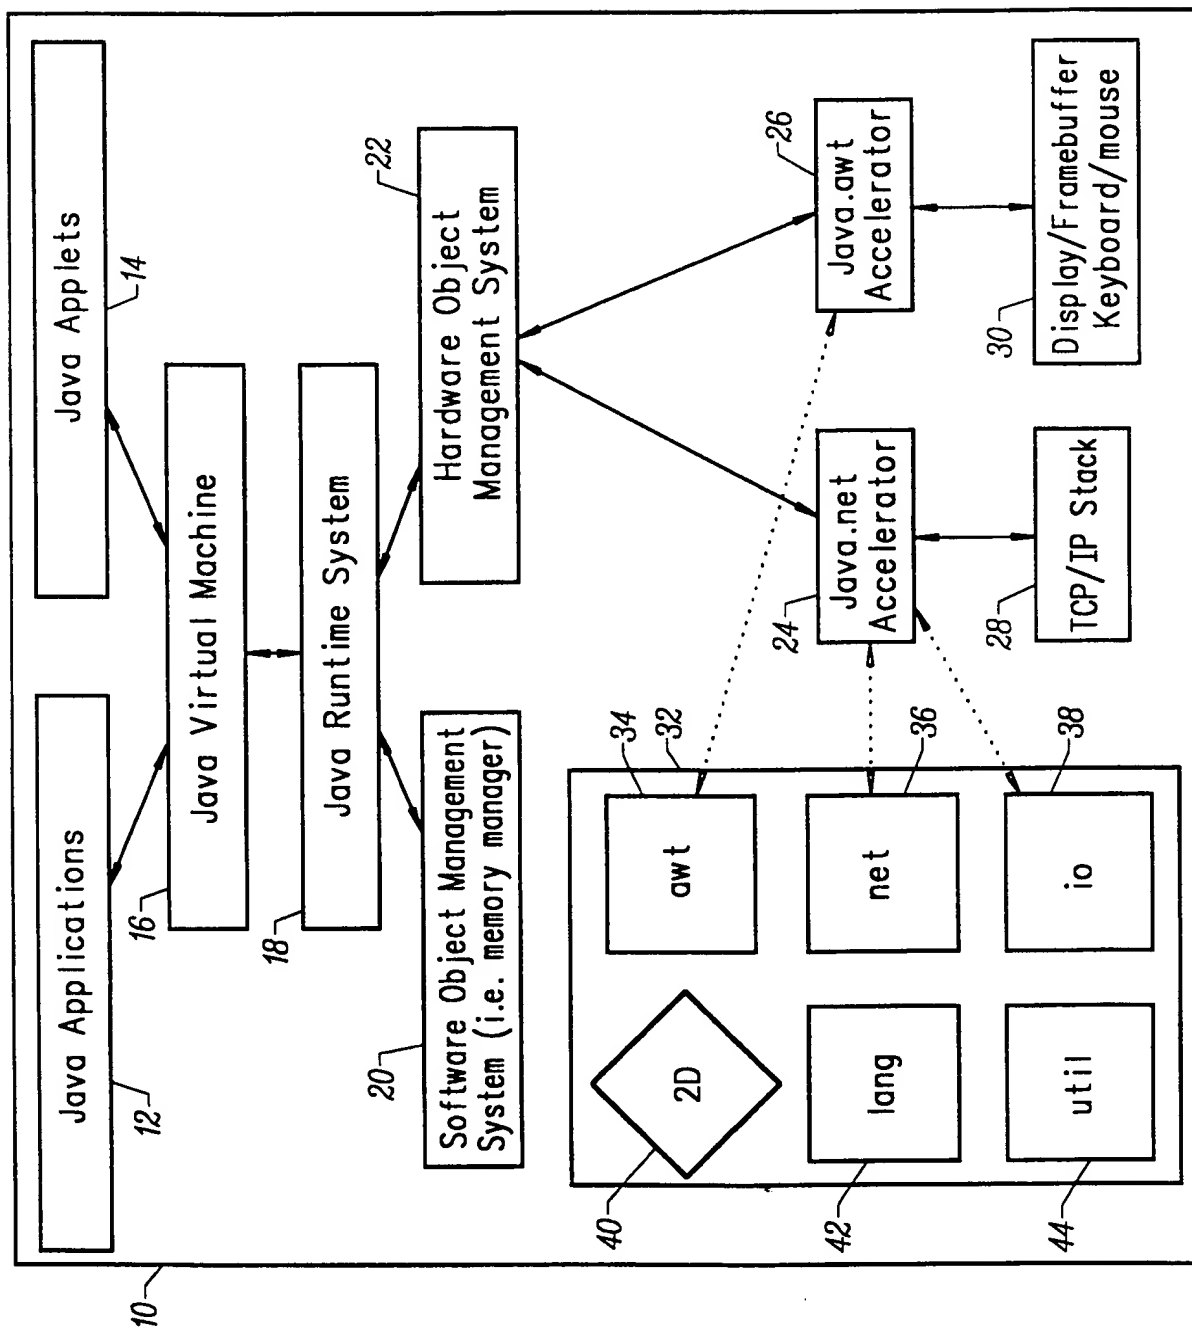 10
Java Applications
12
Java Applets
14
16
Java Virtual Machine
18
Java Runtime System
20
Software Object Management
System (i.e. memory manager)
22
Hardware Object
Management System
40
2D
34
awt
32
42
lang
net
36
44
util
io
38
24
Java.net
Accelerator
26
Java.awt
Accelerator
28
TCP/IP Stack
30
Display/Framebuffer
Keyboard/mouse